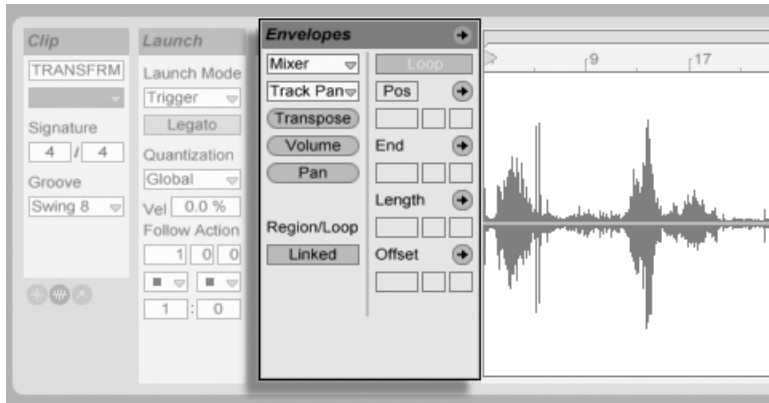 Clip
TRANSFRM
Signature
4 / 4
Groove
Swing 8
Launch
Launch Mode
Trigger
Legato
Quantization
Global
Vel 0.0 %
Follow Action
1 0 0
1 : 0
Envelopes
Mixer
Track Pan
Transpose
Volume
Pan
Region/Loop
Linked
Loop
Pos
End
Length
Offset
9 17